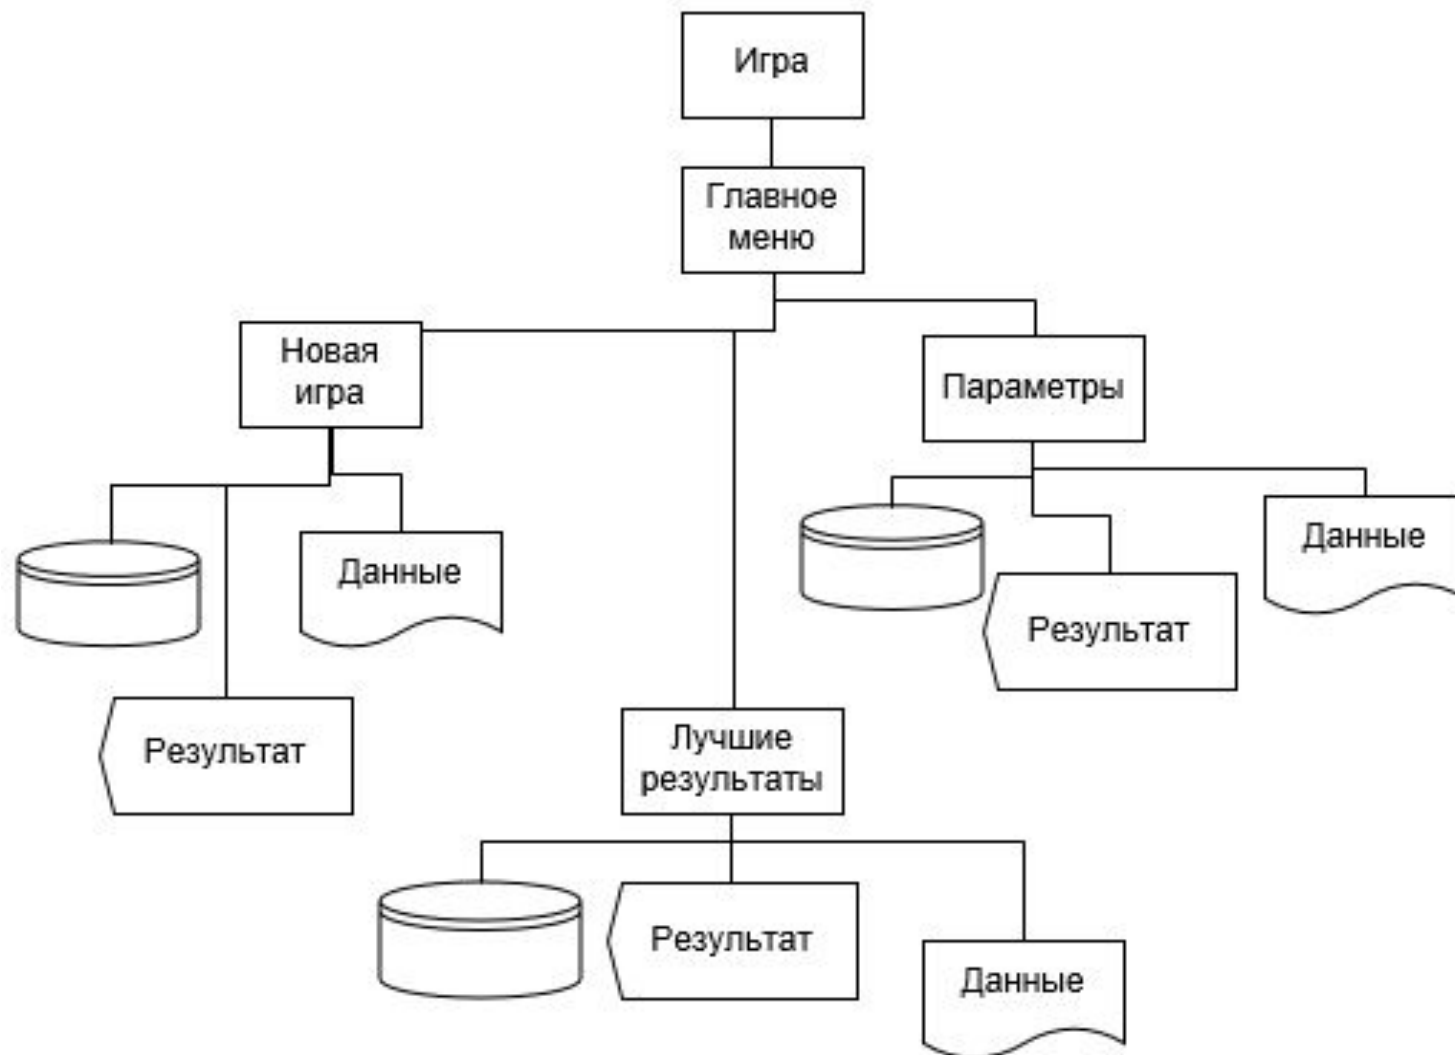 Игра
Главное
меню
Новая
игра
Параметры
Данные
Данные
Результат
Результат
Лучшие
результаты
Результат
Данные